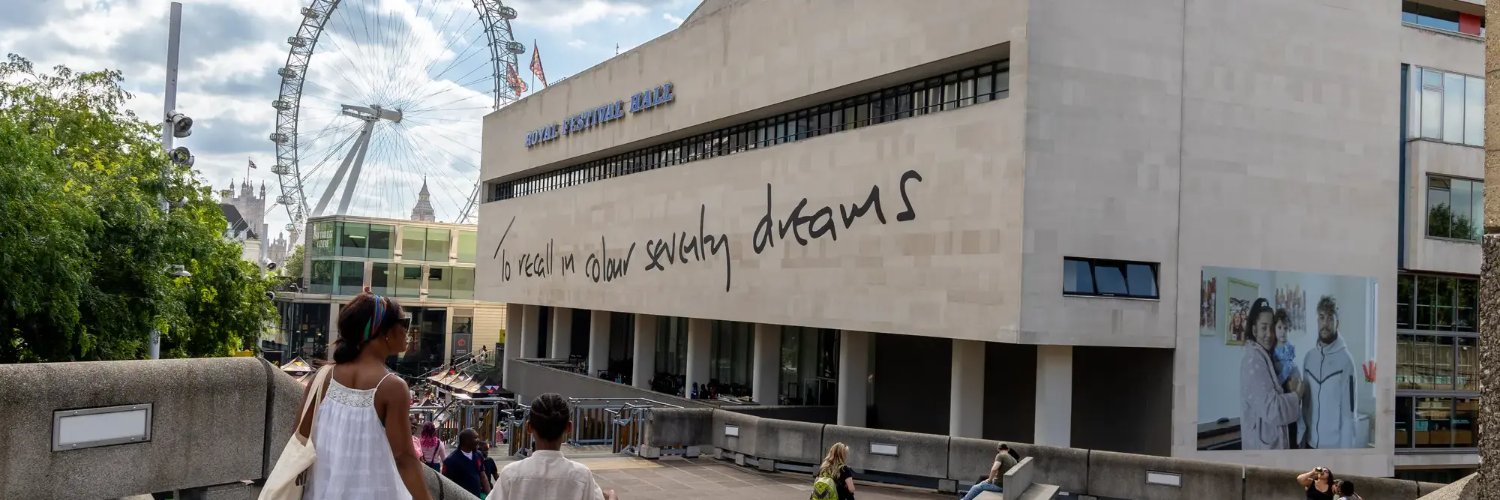 ROYAL FESTIVAL HALL
To recall in colour seventy dreams